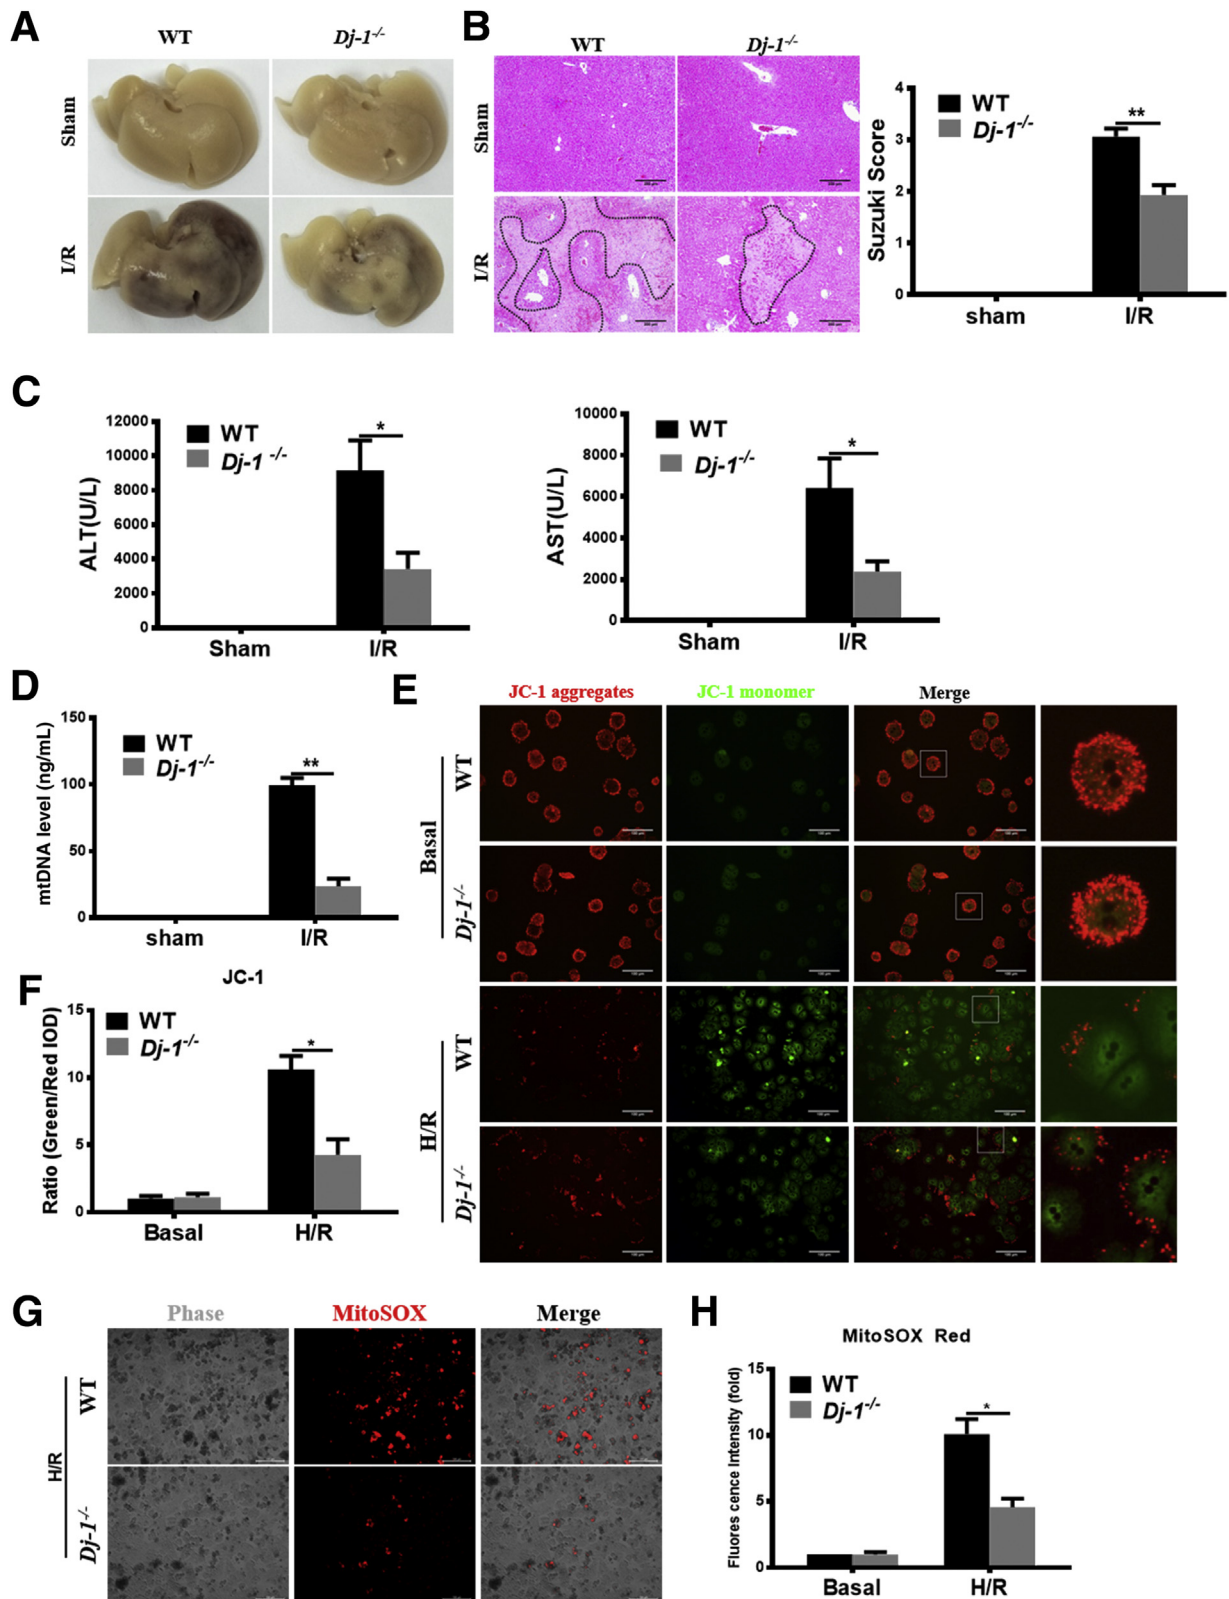 A
WT
Dj-1-/-
Sham
I/R
B
WT
Dj-1-/-
Sham
I/R
Suzuki Score
4
3
2
1
0
WT
Dj-1-/-
**
sham
I/R
C
ALT(U/L)
12000
10000
8000
6000
4000
2000
0
WT
Dj-1 -/-
*
Sham
I/R
AST(U/L)
10000
8000
6000
4000
2000
0
WT
Dj-1-/-
*
Sham
I/R
D
mtDNA level (ng/mL)
150
100
50
0
WT
Dj-1-/-
**
sham
I/R
E
JC-1 aggregates
JC-1 monomer
Merge
Basal
WT
Dj-1-/-
H/R
WT
Dj-1-/-
F
JC-1
Ratio (Green/Red IOD)
15
10
5
0
WT
Dj-1-/-
*
Basal
H/R
G
Phase
MitoSOX
Merge
H/R
WT
Dj-1-/-
H
MitoSOX Red
Fluores cence Intensity (fold)
15
10
5
0
WT
Dj-1-/-
*
Basal
H/R